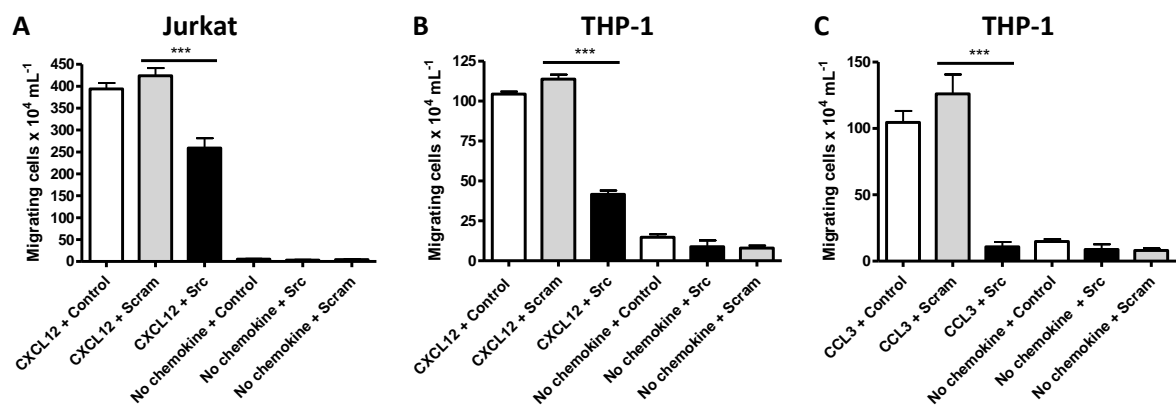 A
Jurkat
Migrating cells x 10⁴ mL⁻¹
450
400
350
300
250
200
150
100
50
0
***
CXCL12 + Control
CXCL12 + Scram
CXCL12 + Src
No chemokine + Control
No chemokine + Src
No chemokine + Scram
B
THP-1
Migrating cells x 10⁴ mL⁻¹
125
100
75
50
25
0
***
CXCL12 + Control
CXCL12 + Scram
CXCL12 + Src
No chemokine + Control
No chemokine + Src
No chemokine + Scram
C
THP-1
Migrating cells x 10⁴ mL⁻¹
150
100
50
0
***
CCL3 + Control
CCL3 + Scram
CCL3 + Src
No chemokine + Control
No chemokine + Src
No chemokine + Scram